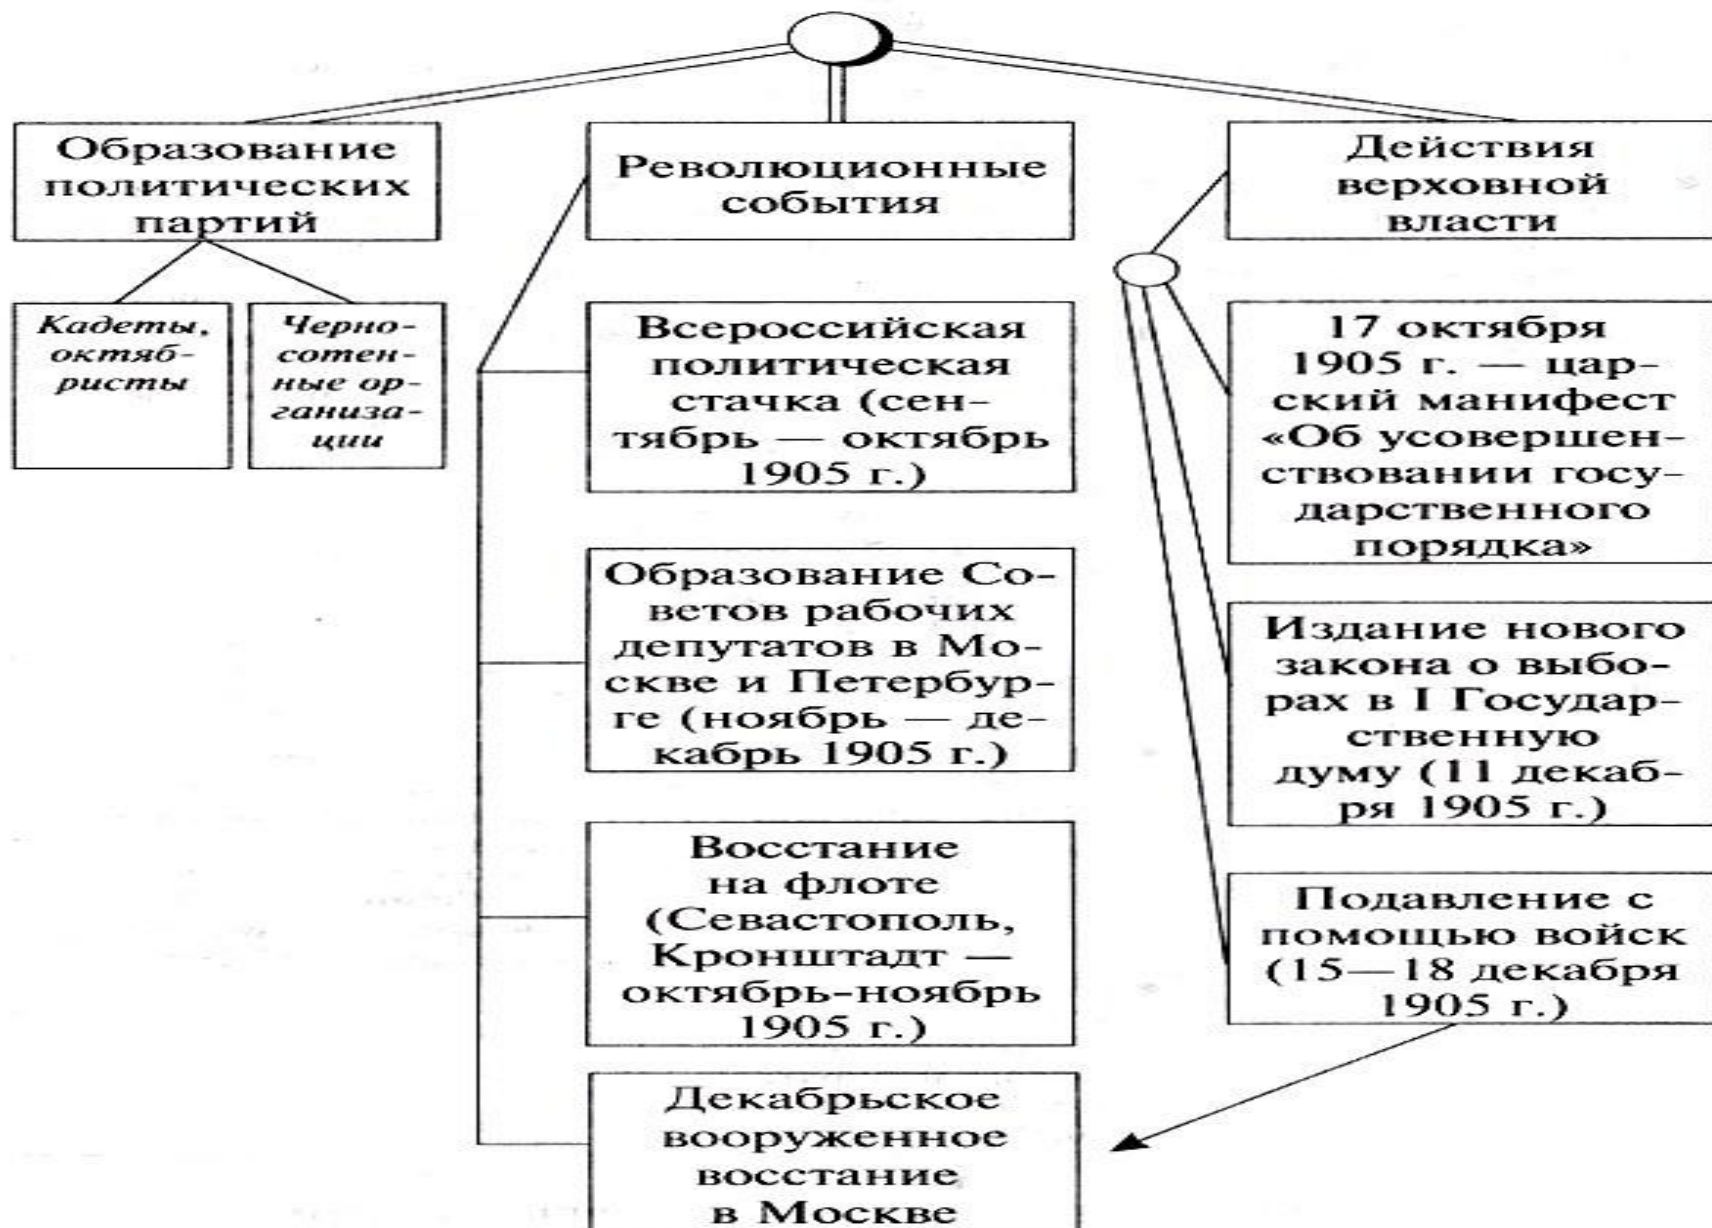 Образование
политических
партий
Кадеты,
октяб-
ристы
Черно-
сотен-
ные ор-
ганиза-
ции
Революционные
события
Всероссийская
политическая
стачка (сен-
тябрь — октябрь
1905 г.)
Образование Со-
ветов рабочих
депутатов в Мо-
скве и Петербур-
ге (ноябрь — де-
кабрь 1905 г.)
Восстание
на флоте
(Севастополь,
Кронштадт —
октябрь-ноябрь
1905 г.)
Декабрьское
вооруженное
восстание
в Москве
Действия
верховной
власти
17 октября
1905 г. — цар-
ский манифест
«Об усовершен-
ствовании госу-
дарственного
порядка»
Издание нового
закона о выбо-
рах в I Государ-
ственную
думу (11 декаб-
ря 1905 г.)
Подавление с
помощью войск
(15—18 декабря
1905 г.)